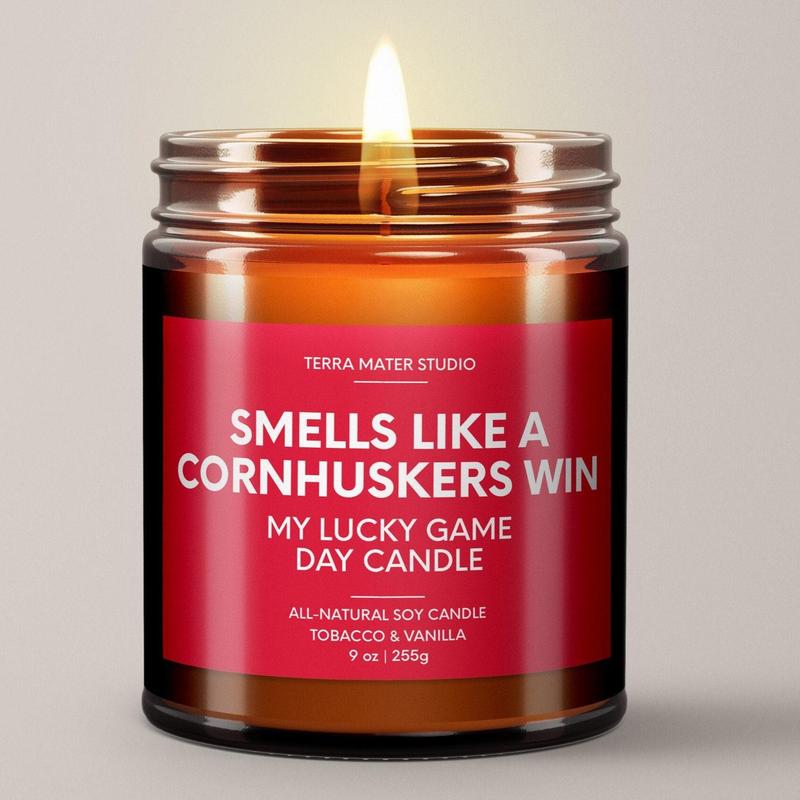 TERRA MATER STUDIO
SMELLS LIKE A
CORNHUSKERS WIN
MY LUCKY GAME
DAY CANDLE
ALL-NATURAL SOY CANDLE
TOBACCO & VANILLA
9 oz | 255g